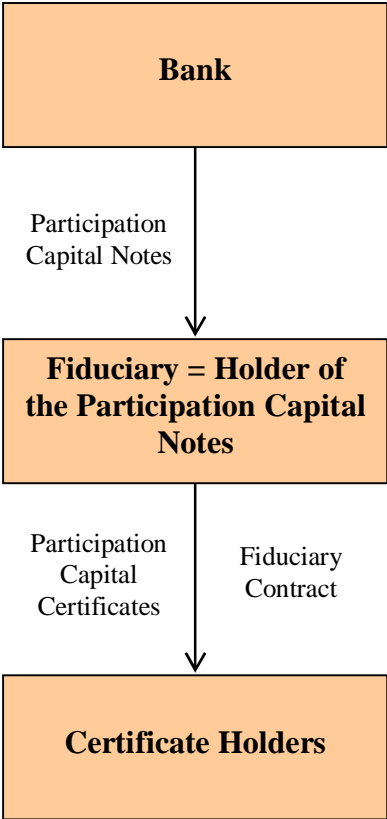 Bank
Participation
Capital Notes
Fiduciary = Holder of
the Participation Capital
Notes
Participation
Capital
Certificates
Fiduciary
Contract
Certificate Holders